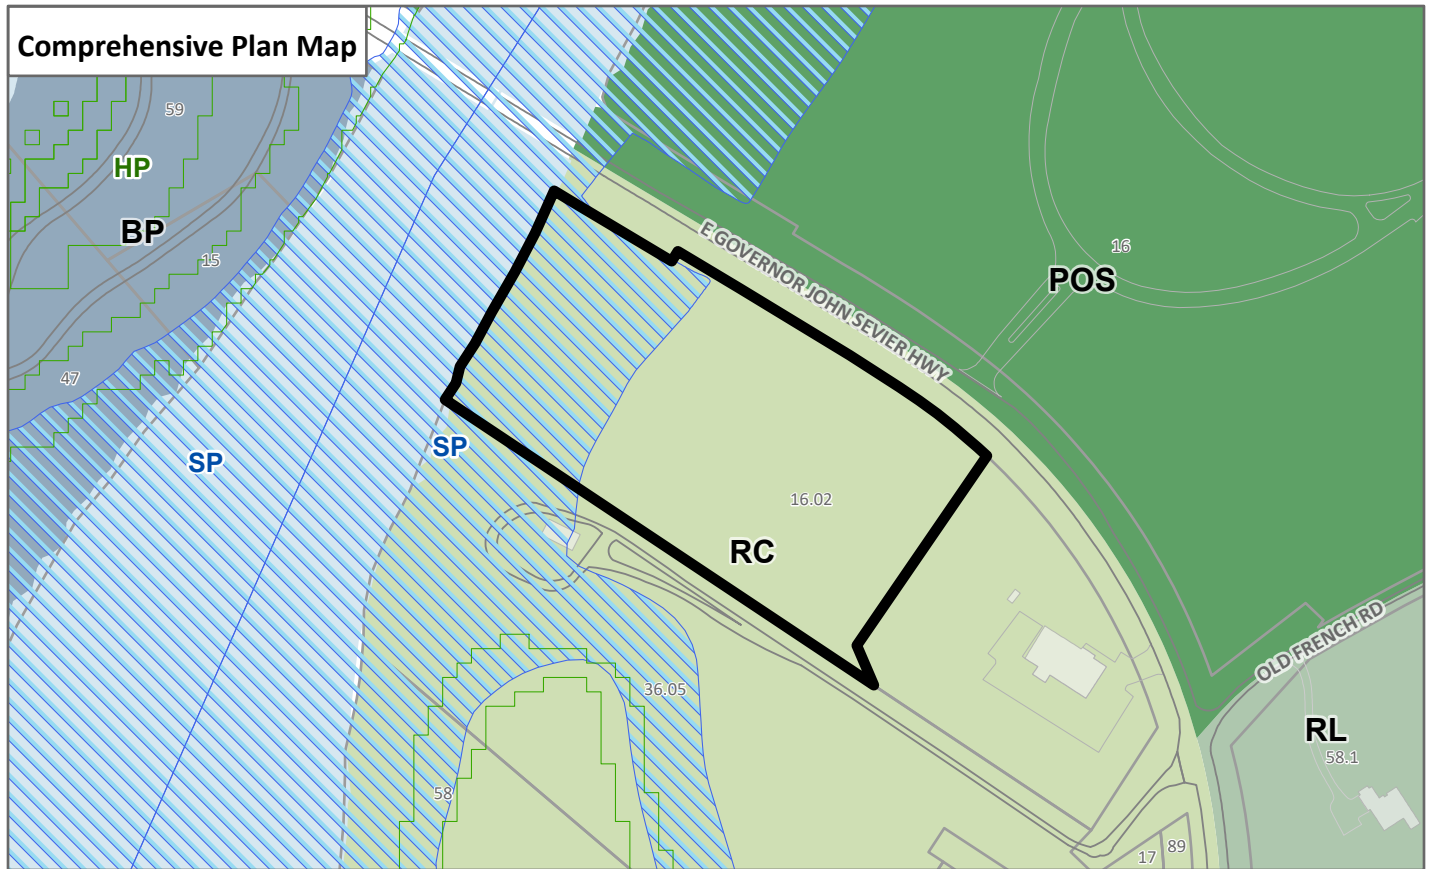 Comprehensive Plan Map
59
HP
BP
15
47
SP
SP
E GOVERNOR JOHN SEVIER HWY
16
POS
16.02
RC
OLD FRENCH RD
RL
58.1
36.05
58
89
17